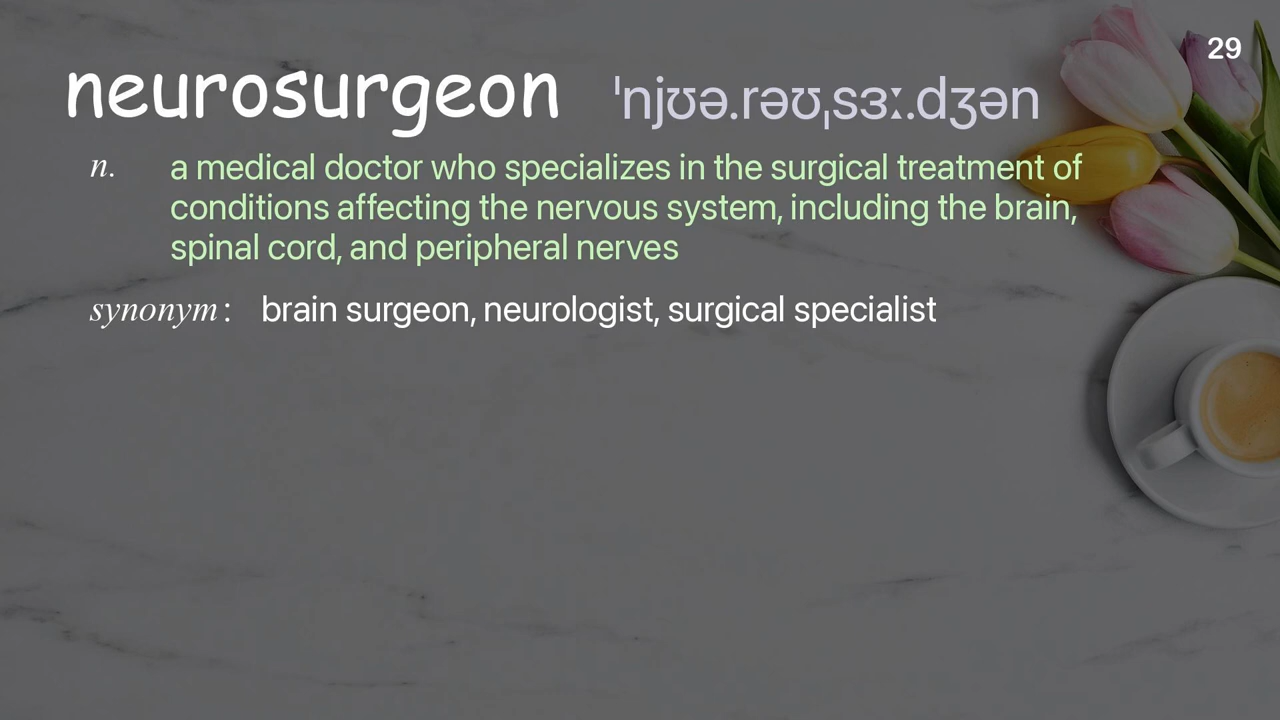 29
neurosurgeon ˈnjʊə.rəʊˌsɜː.dʒən
n. a medical doctor who specializes in the surgical treatment of
conditions affecting the nervous system, including the brain,
spinal cord, and peripheral nerves
synonym: brain surgeon, neurologist, surgical specialist